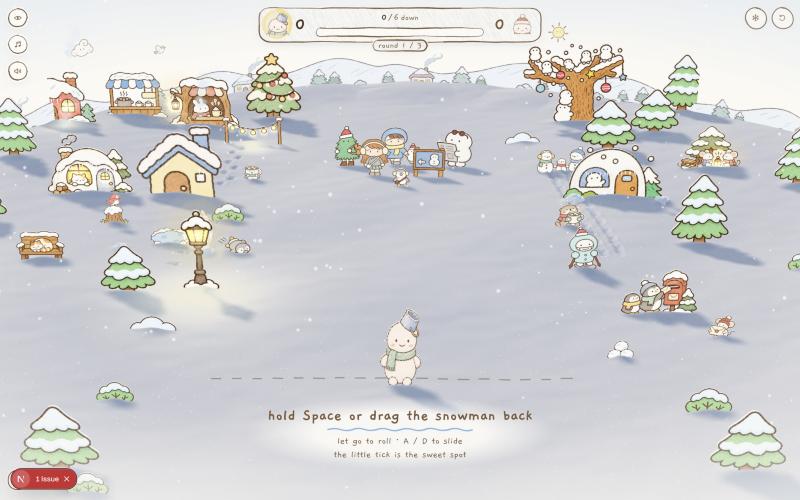 0/6 down
0
0
round 1 / 3
hold Space or drag the snowman back
let go to roll · A / D to slide
the little tick is the sweet spot
N 1 Issue ×